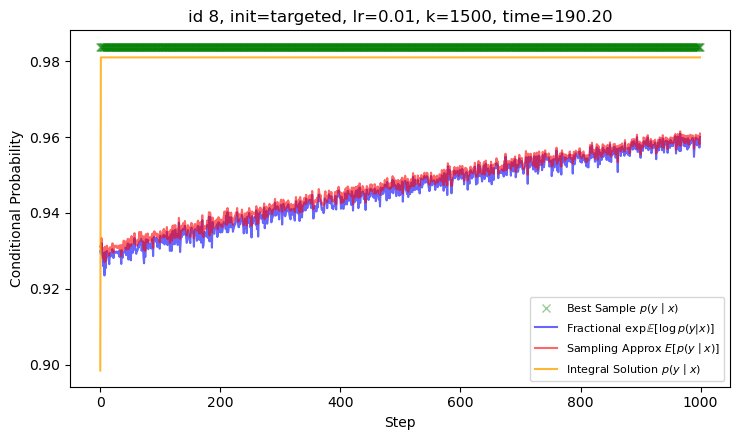 id 8, init=targeted, lr=0.01, k=1500, time=190.20
Conditional Probability
0.98
0.96
0.94
0.92
0.90
0
200
400
600
800
1000
Step
Best Sample p(y | x)
Fractional exp𝔼[log p(y|x)]
Sampling Approx E[p(y | x)]
Integral Solution p(y | x)